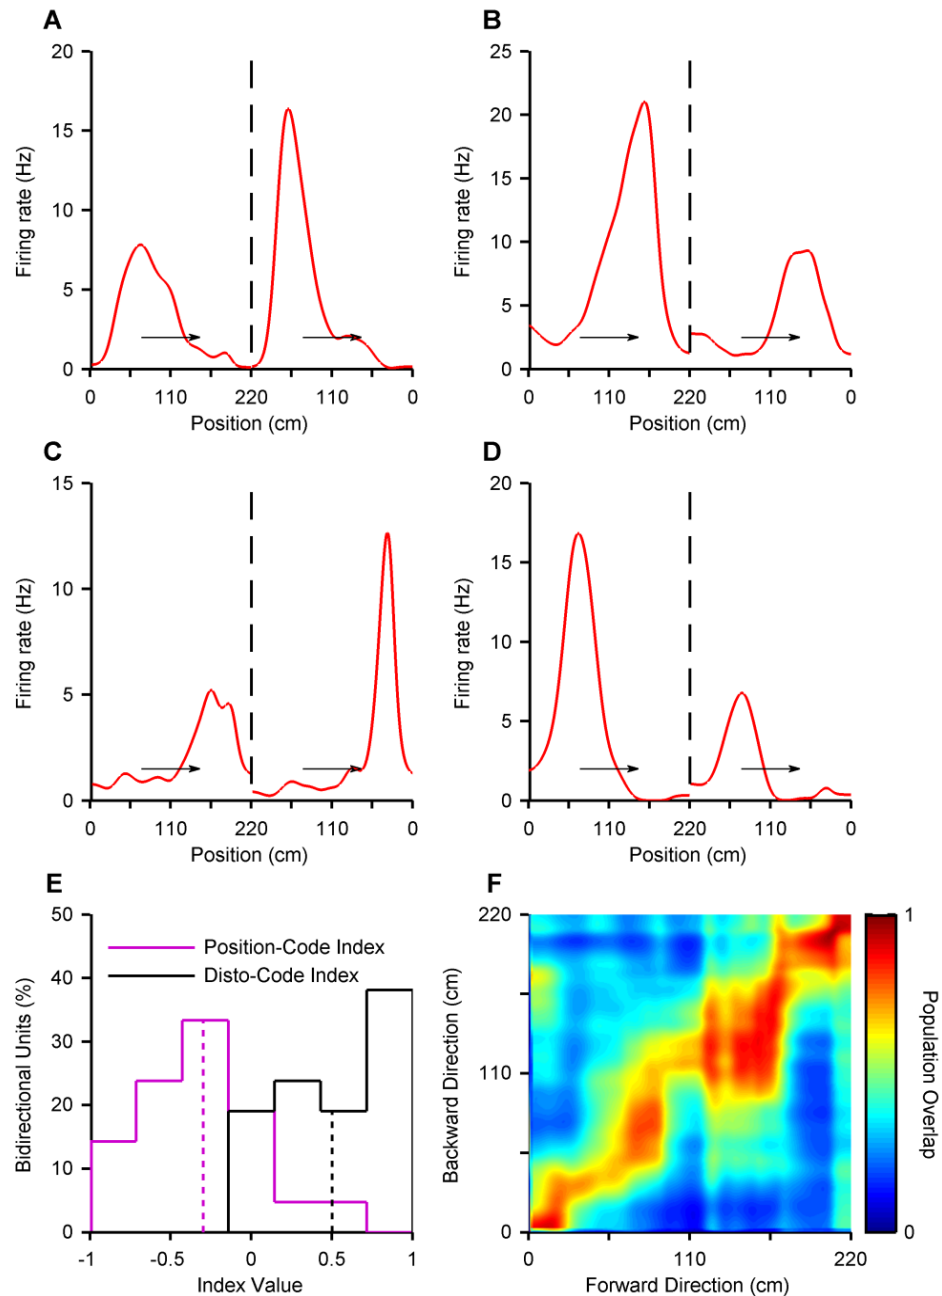 A
Firing rate (Hz)
20
15
10
5
0
0
110
220
110
0
Position (cm)
B
Firing rate (Hz)
25
20
15
10
5
0
0
110
220
110
0
Position (cm)
C
Firing rate (Hz)
15
10
5
0
0
110
220
110
0
Position (cm)
D
Firing rate (Hz)
20
15
10
5
0
0
110
220
110
0
Position (cm)
E
Bidirectional Units (%)
50
40
30
20
10
0
Position-Code Index
Disto-Code Index
-1
-0.5
0
0.5
1
Index Value
F
Backward Direction (cm)
220
110
0
0
110
220
Forward Direction (cm)
1
0
Population Overlap